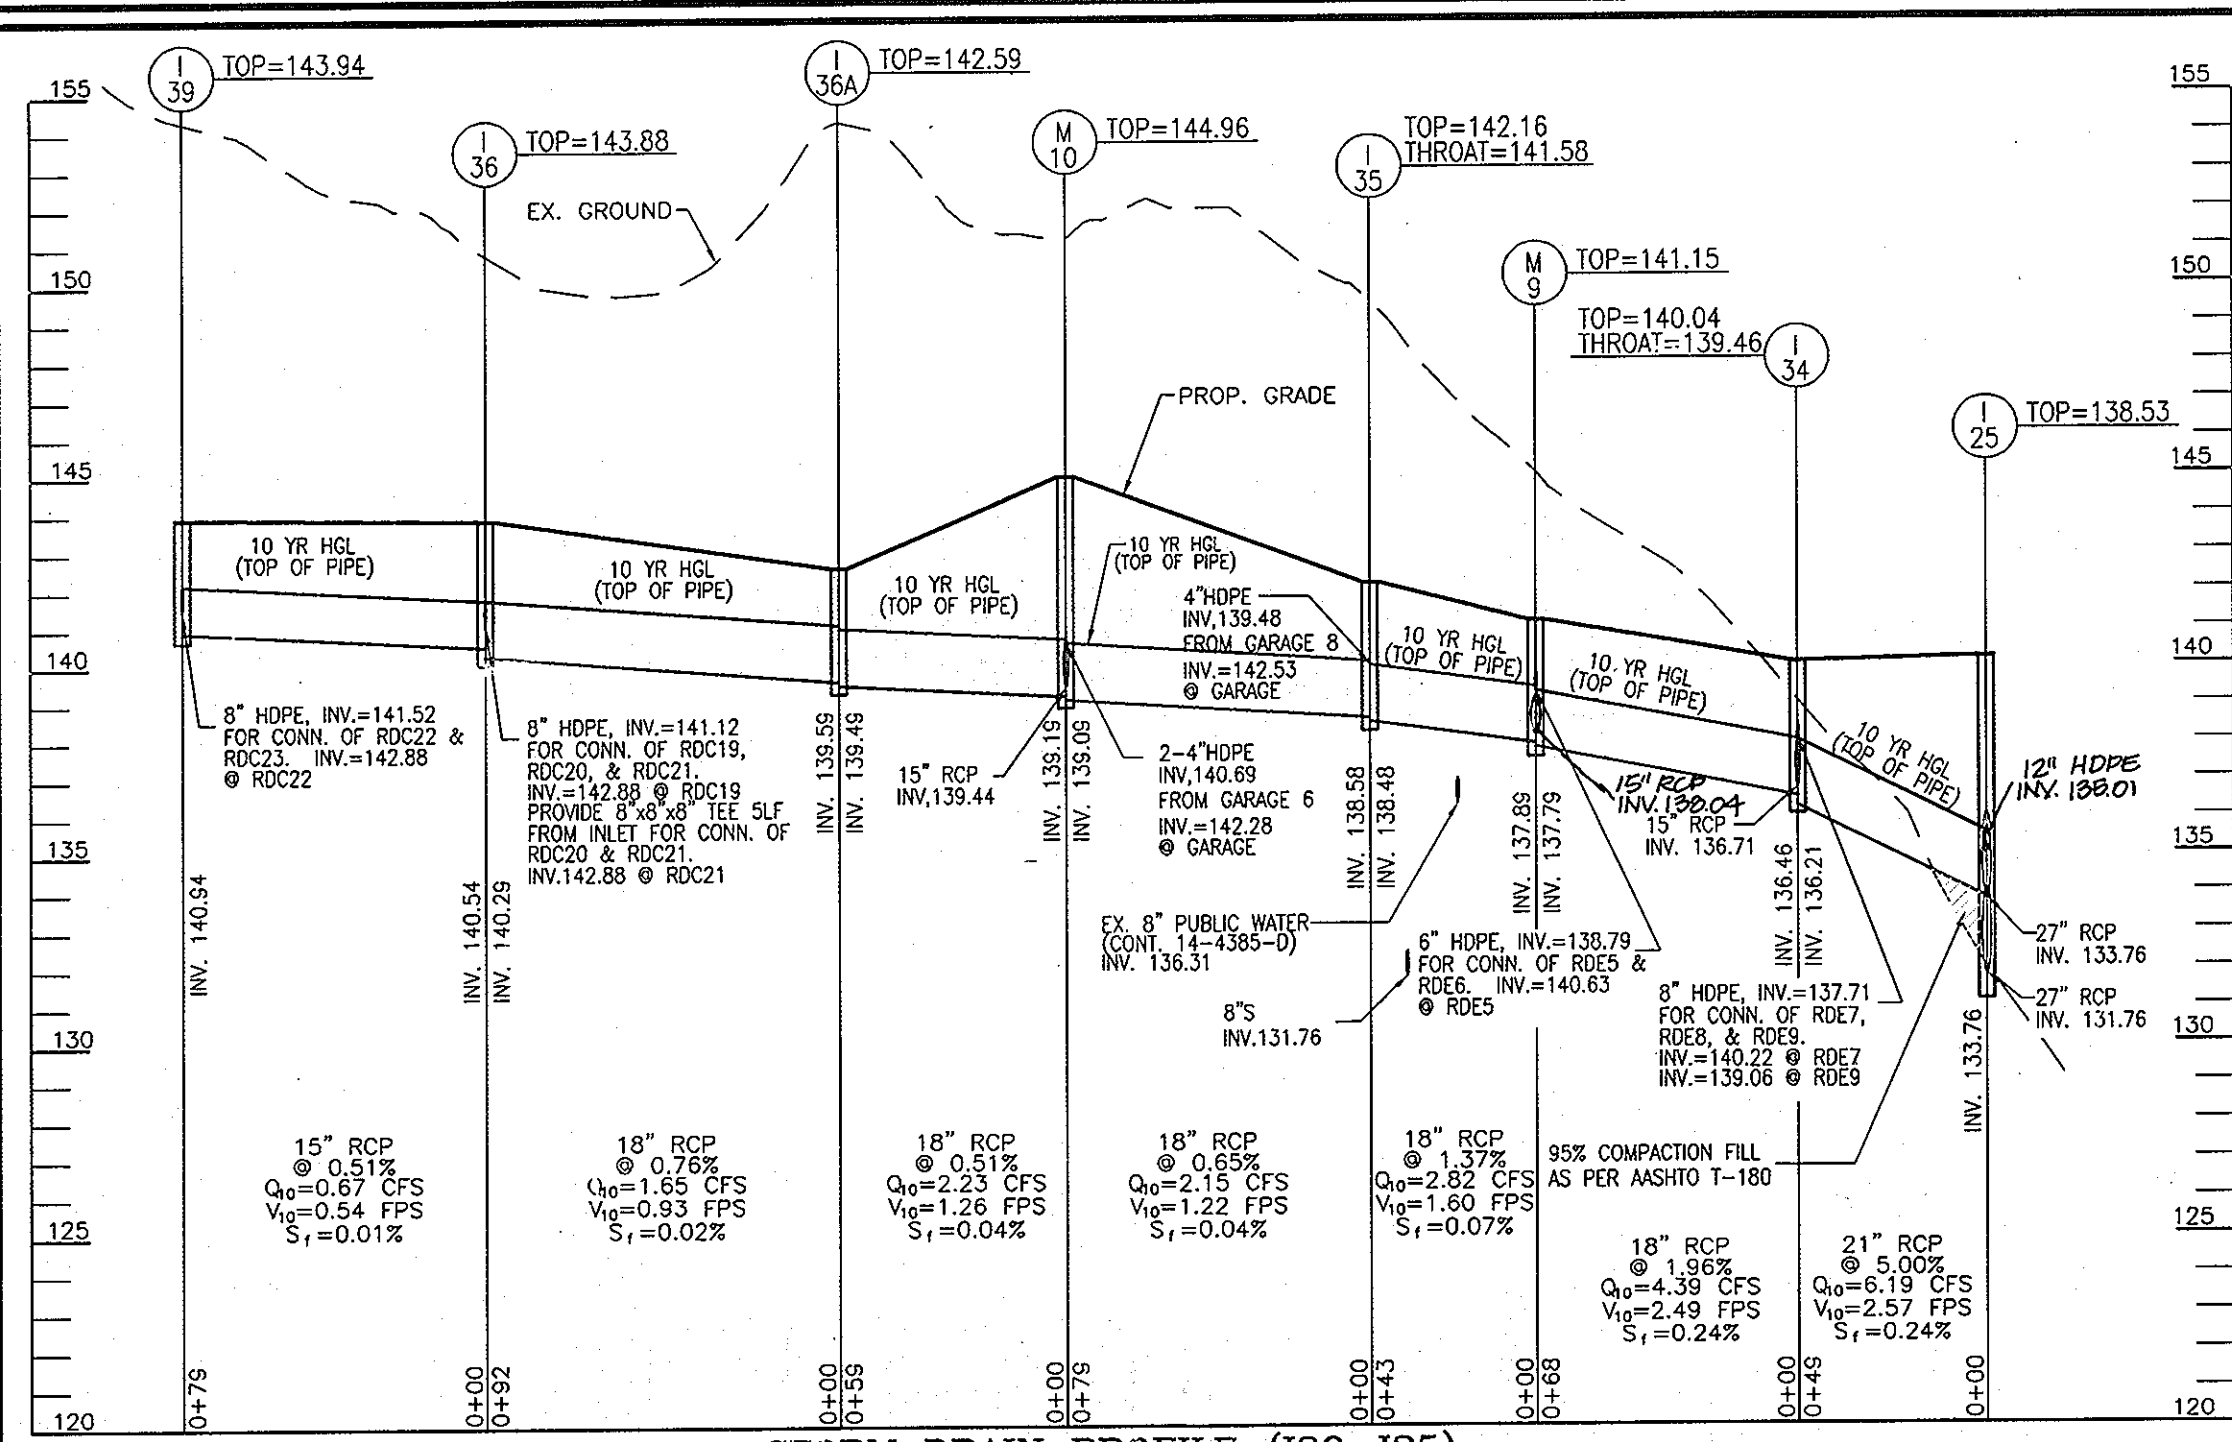 I
39
TOP=143.94
I
36
TOP=143.88
I
36A
TOP=142.59
M
10
TOP=144.96
I
35
TOP=142.16
THROAT=141.58
M
9
TOP=141.15
TOP=140.04
THROAT=139.46
I
34
I
25
TOP=138.53
155
150
145
140
135
130
125
120
155
150
145
140
135
130
125
120
EX. GROUND
PROP. GRADE
10 YR HGL
(TOP OF PIPE)
10 YR HGL
(TOP OF PIPE)
10 YR HGL
(TOP OF PIPE)
10 YR HGL
(TOP OF PIPE)
10 YR HGL
(TOP OF PIPE)
10 YR HGL
(TOP OF PIPE)
10 YR HGL
(TOP OF PIPE)
4"HDPE
INV,139.48
FROM GARAGE 8
INV.=142.53
@ GARAGE
8" HDPE, INV.=141.52
FOR CONN. OF RDC22 &
RDC23. INV.=142.88
@ RDC22
8" HDPE, INV.=141.12
FOR CONN. OF RDC19,
RDC20, & RDC21.
INV.=142.88 @ RDC19
PROVIDE 8"x8"x8" TEE 5LF
FROM INLET FOR CONN. OF
RDC20 & RDC21.
INV.142.88 @ RDC21
15" RCP
INV,139.44
2-4"HDPE
INV,140.69
FROM GARAGE 6
INV.=142.28
@ GARAGE
15" RCP
INV. 138.04
15" RCP
INV. 136.71
12" HDPE
INV. 135.01
EX. 8" PUBLIC WATER
(CONT. 14-4385-D)
INV. 136.31
8"S
INV.131.76
6" HDPE, INV.=138.79
FOR CONN. OF RDE5 &
RDE6. INV.=140.63
@ RDE5
8" HDPE, INV.=137.71
FOR CONN. OF RDE7,
RDE8, & RDE9.
INV.=140.22 @ RDE7
INV.=139.06 @ RDE9
27" RCP
INV. 133.76
27" RCP
INV. 131.76
95% COMPACTION FILL
AS PER AASHTO T-180
INV. 140.94
INV. 140.54
INV. 140.29
INV. 139.59
INV. 139.49
INV. 139.19
INV. 139.09
INV. 138.58
INV. 138.48
INV. 137.89
INV. 137.79
INV. 136.46
INV. 136.21
INV. 133.76
15" RCP
@ 0.51%
Q10=0.67 CFS
V10=0.54 FPS
Sf=0.01%
18" RCP
@ 0.76%
Q10=1.65 CFS
V10=0.93 FPS
Sf=0.02%
18" RCP
@ 0.51%
Q10=2.23 CFS
V10=1.26 FPS
Sf=0.04%
18" RCP
@ 0.65%
Q10=2.15 CFS
V10=1.22 FPS
Sf=0.04%
18" RCP
@ 1.37%
Q10=2.82 CFS
V10=1.60 FPS
Sf=0.07%
18" RCP
@ 1.96%
Q10=4.39 CFS
V10=2.49 FPS
Sf=0.24%
21" RCP
@ 5.00%
Q10=6.19 CFS
V10=2.57 FPS
Sf=0.24%
0+79
0+00
0+92
0+00
0+59
0+00
0+79
0+00
0+43
0+00
0+68
0+00
0+49
0+00
STORM DRAIN PROFILE